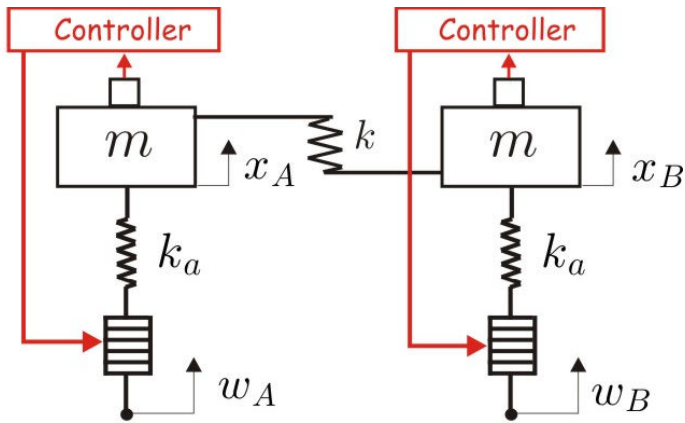 Controller Controller
m k m
x_A x_B
k_a k_a
w_A w_B